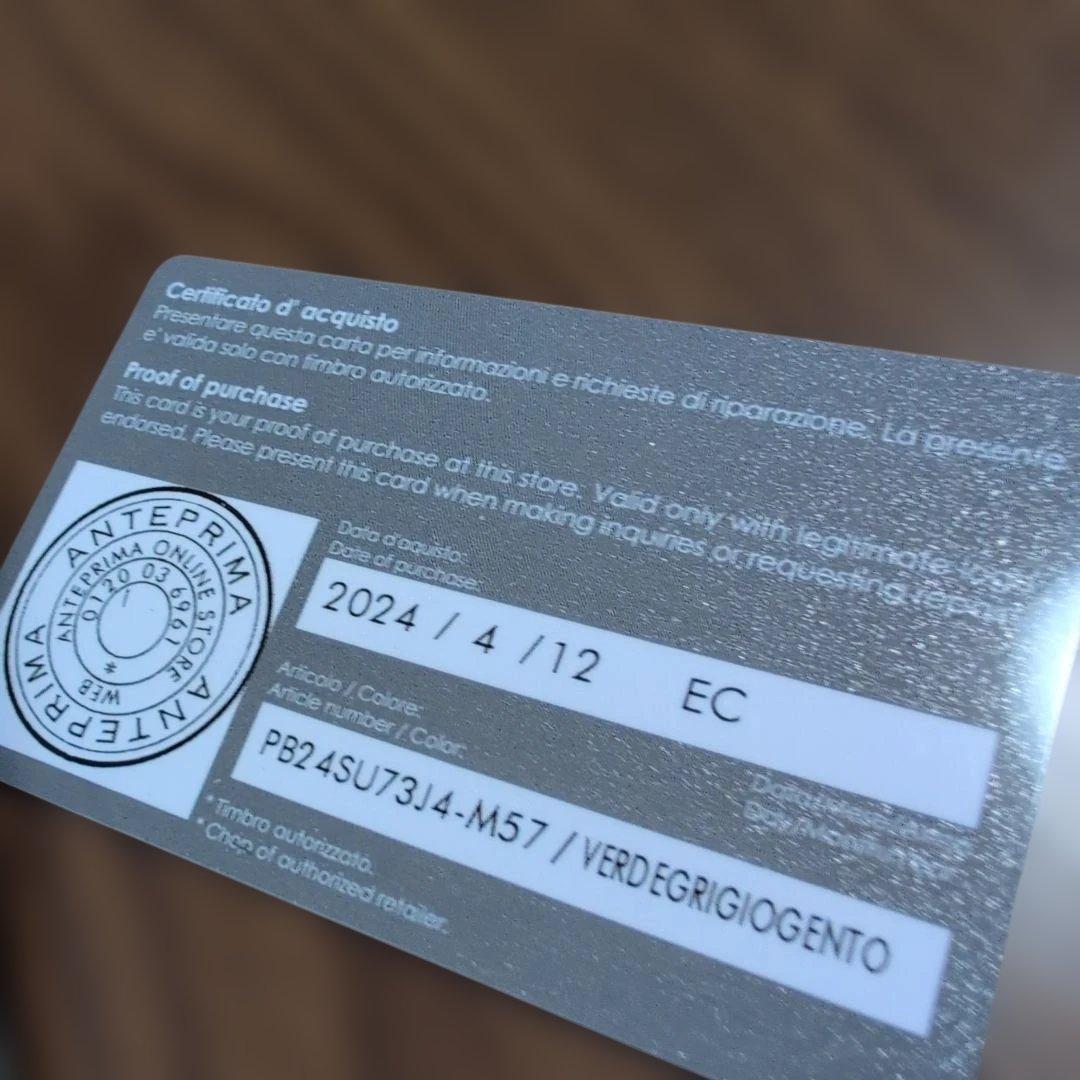 Certificato d' acquisto
Presentare questa carta per informazioni e richieste di riparazione. La presente
e' valida solo con timbro autorizzato.
Proof of purchase
This card is your proof of purchase at this store. Valid only with legitimate
endorsed. Please present this card when making inquiries or requesting
ANTEPRIMA
ANTEPRIMA ONLINE STORE
0120 03 6961
WEB
*
ANTEPRIMA
Data d'aquisto:
Date of purchase:
2024 / 4 /12 EC
Articolo / Colore:
Article number / Color:
PB24SU73J4-M57 / VERDEGRIGIOGENTO
* Timbro autorizzato.
* Chop of authorized retailer.